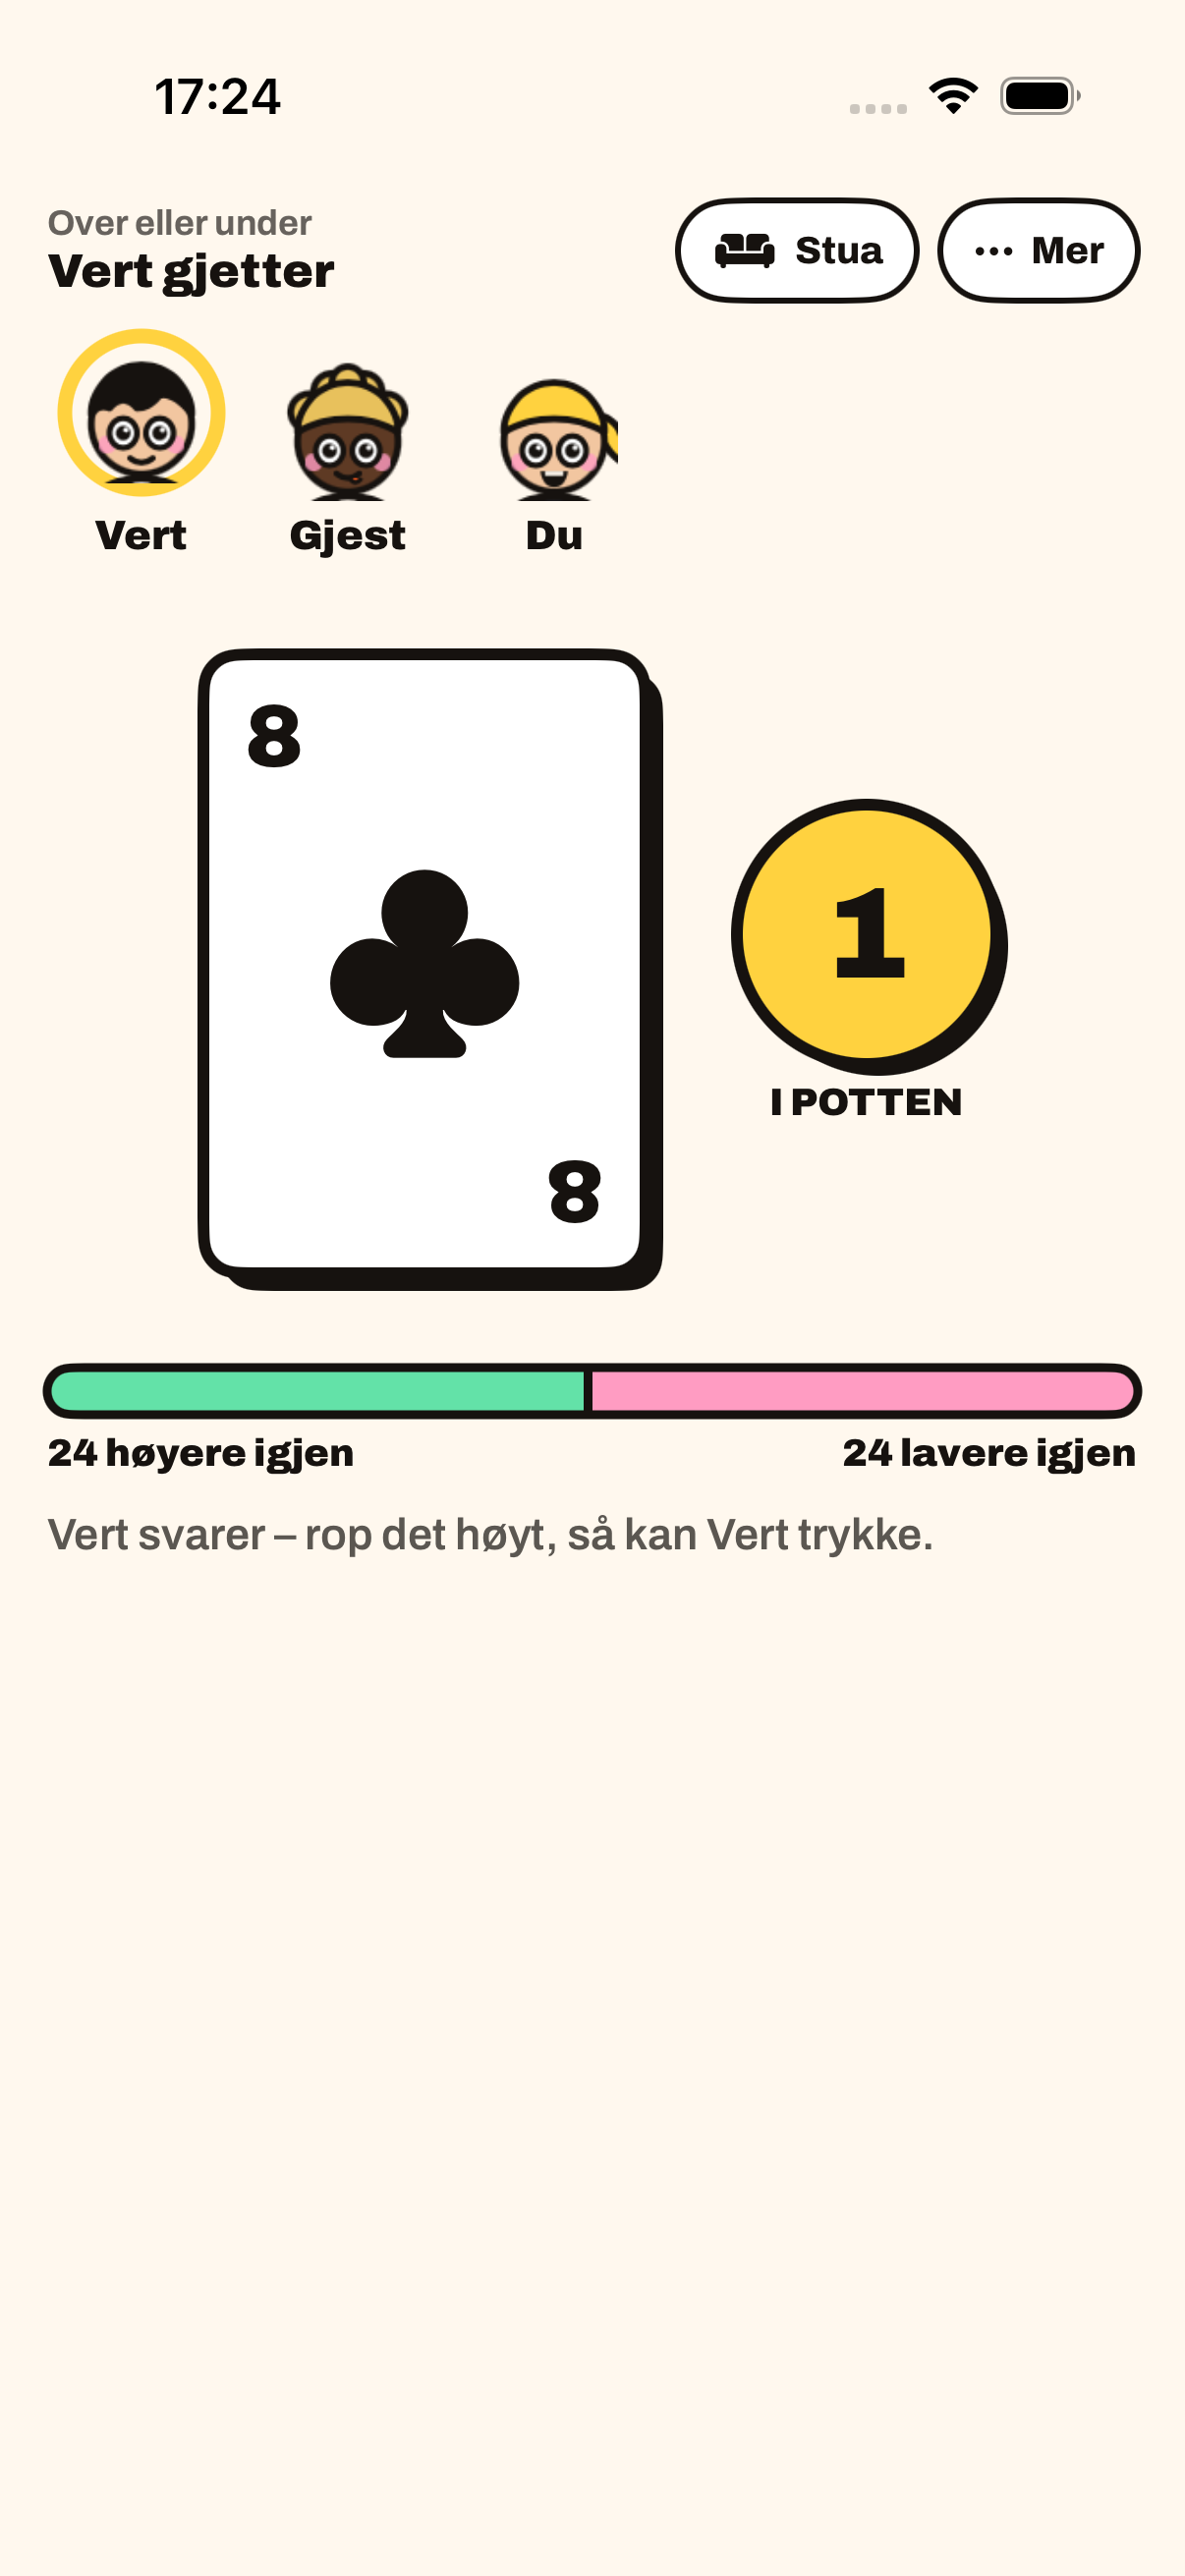 17:24
Over eller under
Vert gjetter
Stua
Mer
Vert
Gjest
Du
8
1
I POTTEN
8
24 høyere igjen
24 lavere igjen
Vert svarer – rop det høyt, så kan Vert trykke.